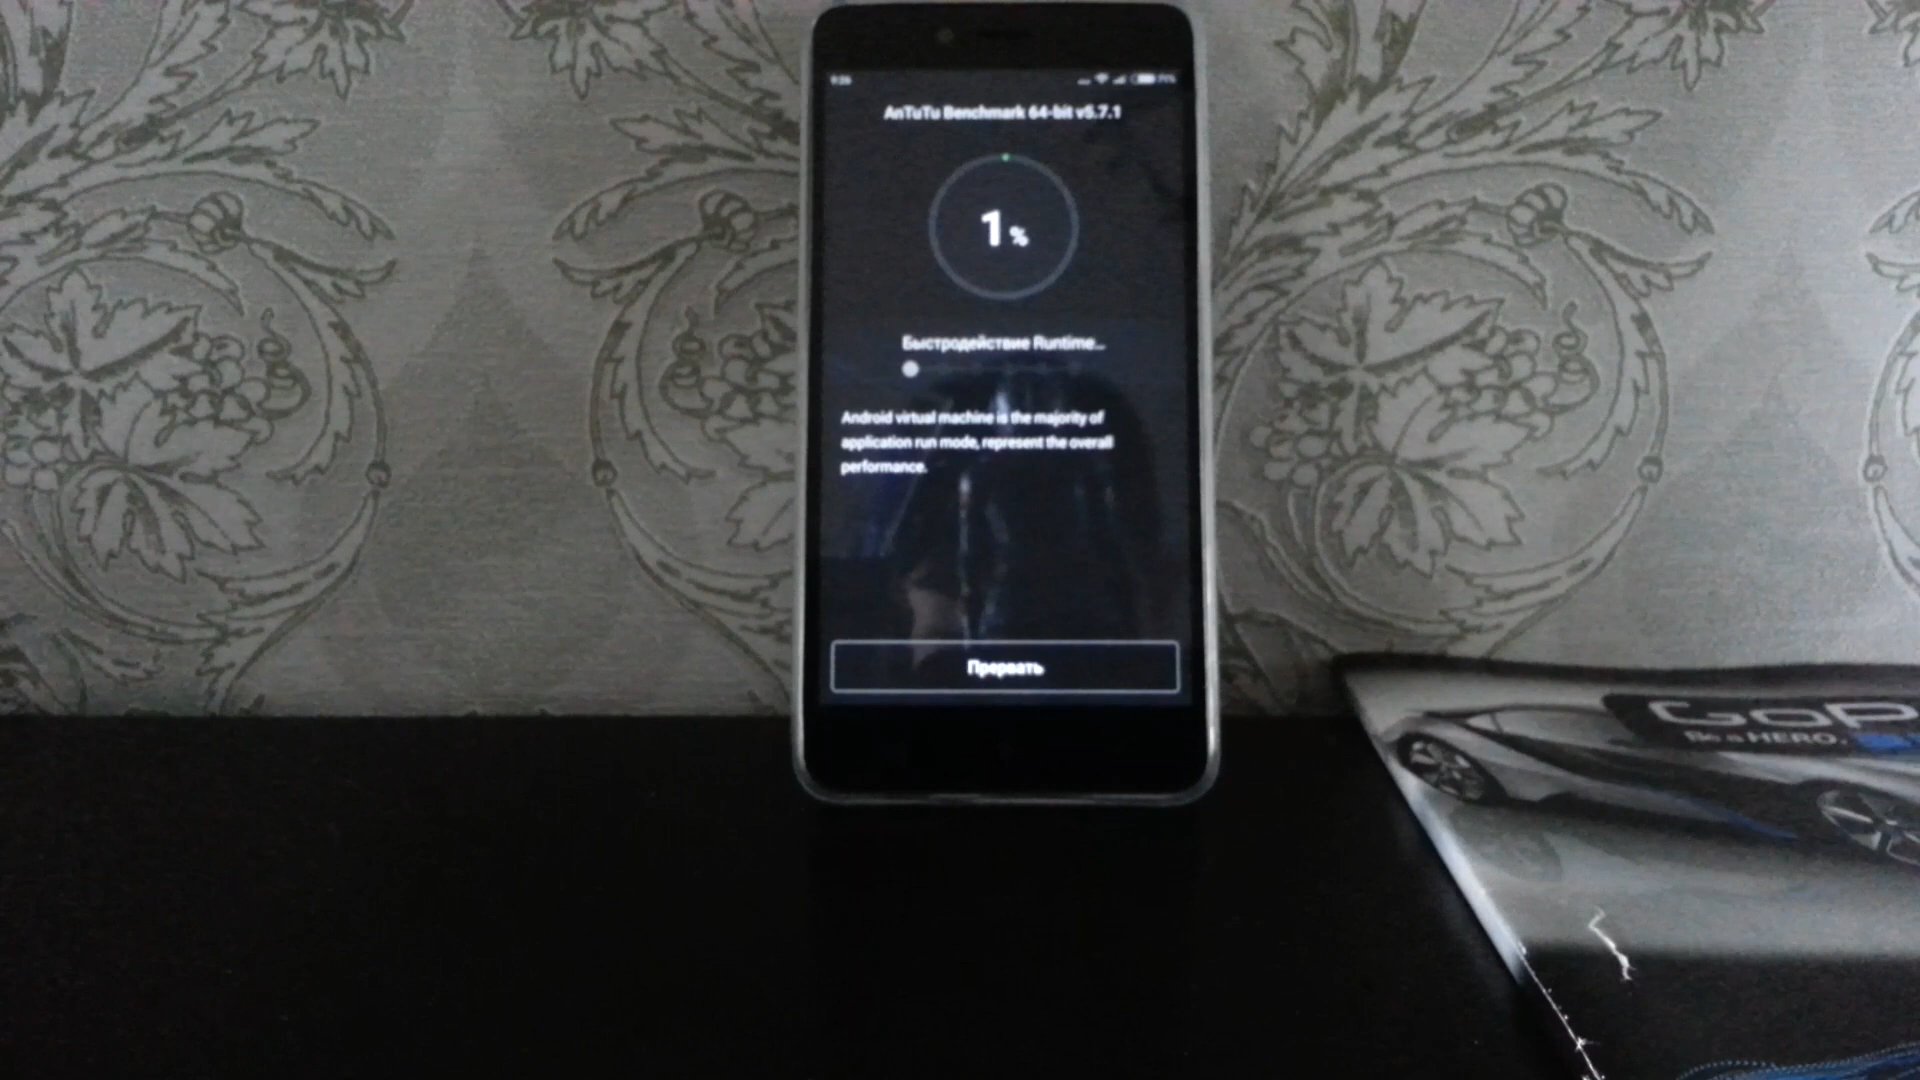 AnTuTu Benchmark 64-bit v5.7.1
1%
Быстродействие Runtime...
Android virtual machine is the majority of
application run mode, represent the overall
performance.
Прервать
GoP
Be a HERO.